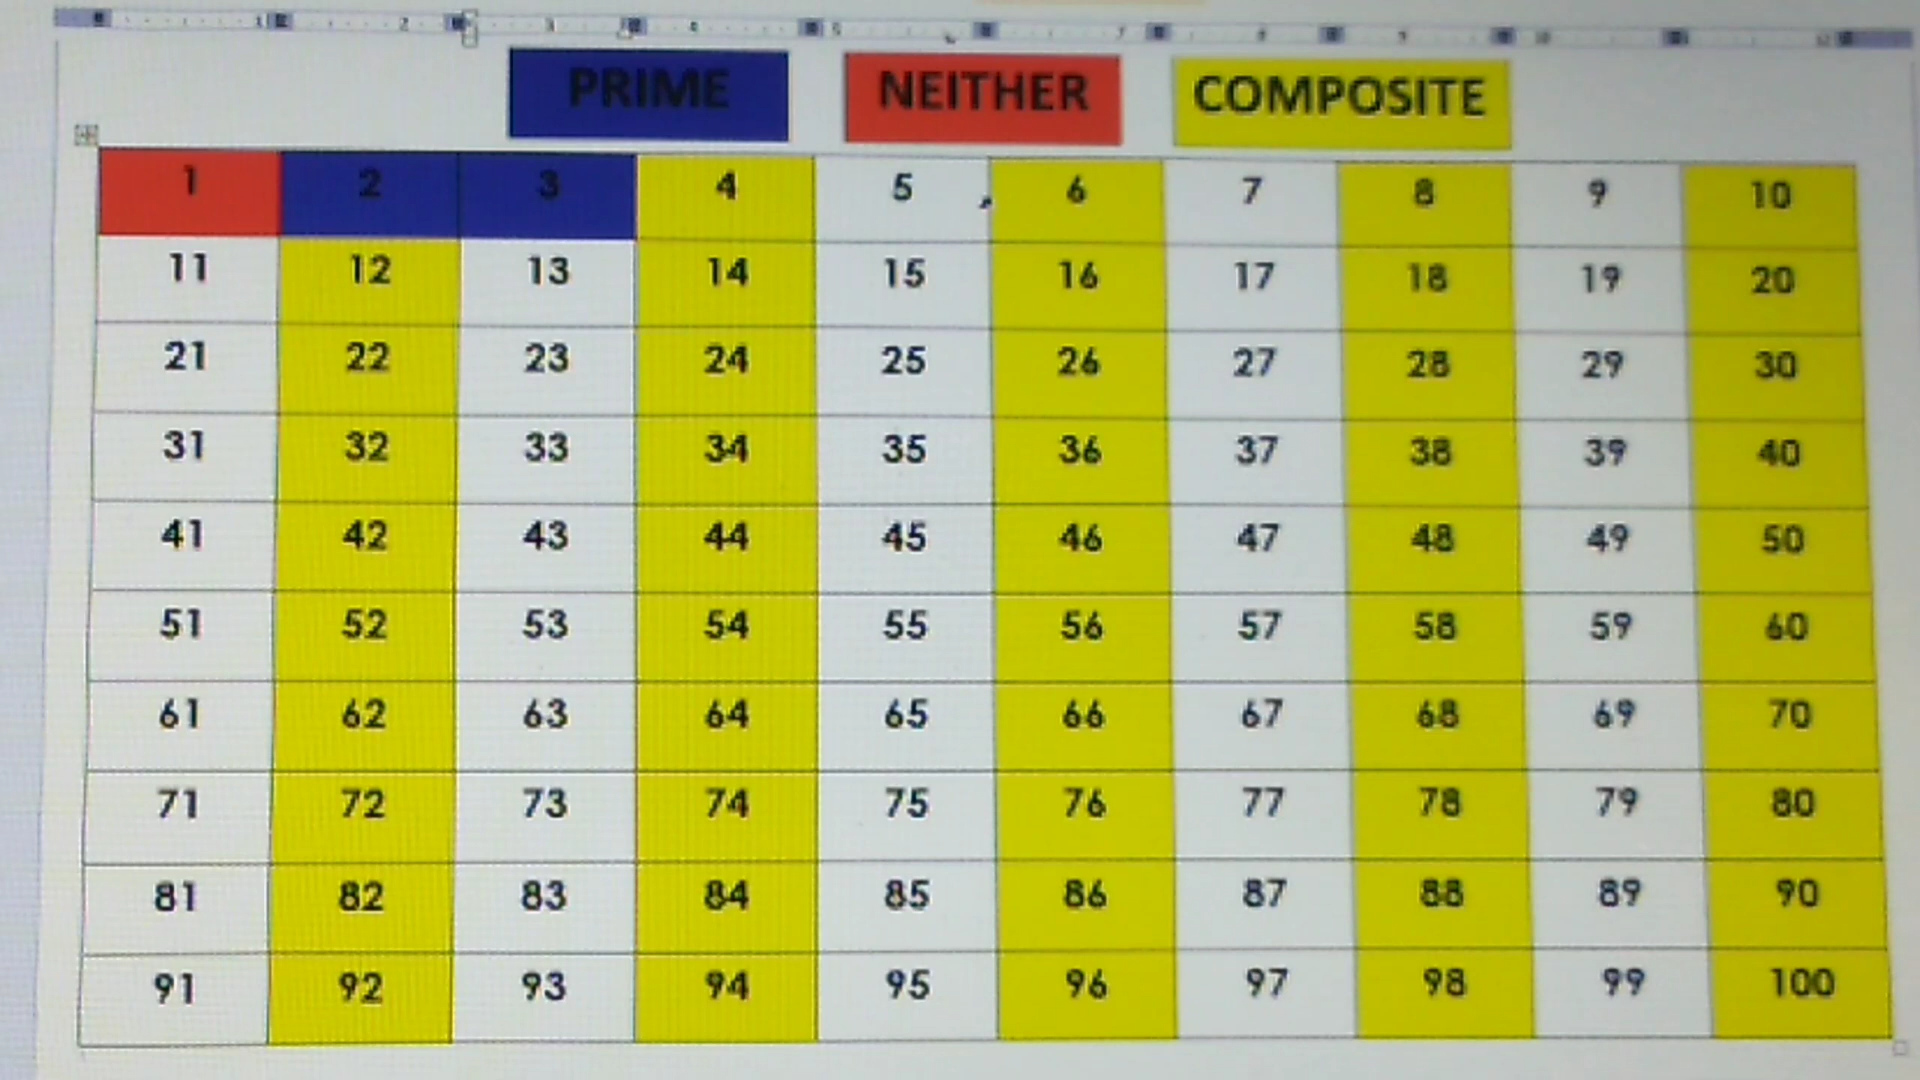 PRIME NEITHER COMPOSITE
1 2 3 4 5 6 7 8 9 10
11 12 13 14 15 16 17 18 19 20
21 22 23 24 25 26 27 28 29 30
31 32 33 34 35 36 37 38 39 40
41 42 43 44 45 46 47 48 49 50
51 52 53 54 55 56 57 58 59 60
61 62 63 64 65 66 67 68 69 70
71 72 73 74 75 76 77 78 79 80
81 82 83 84 85 86 87 88 89 90
91 92 93 94 95 96 97 98 99 100